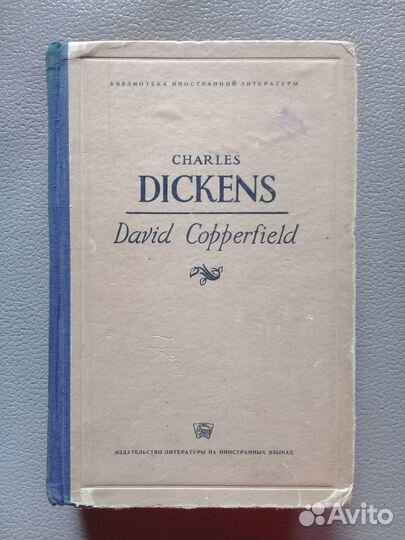 БИБЛИОТЕКА ИНОСТРАННОЙ ЛИТЕРАТУРЫ
CHARLES
DICKENS
David Copperfield
ИЗДАТЕЛЬСТВО ЛИТЕРАТУРЫ НА ИНОСТРАННЫХ ЯЗЫКАХ
Avito